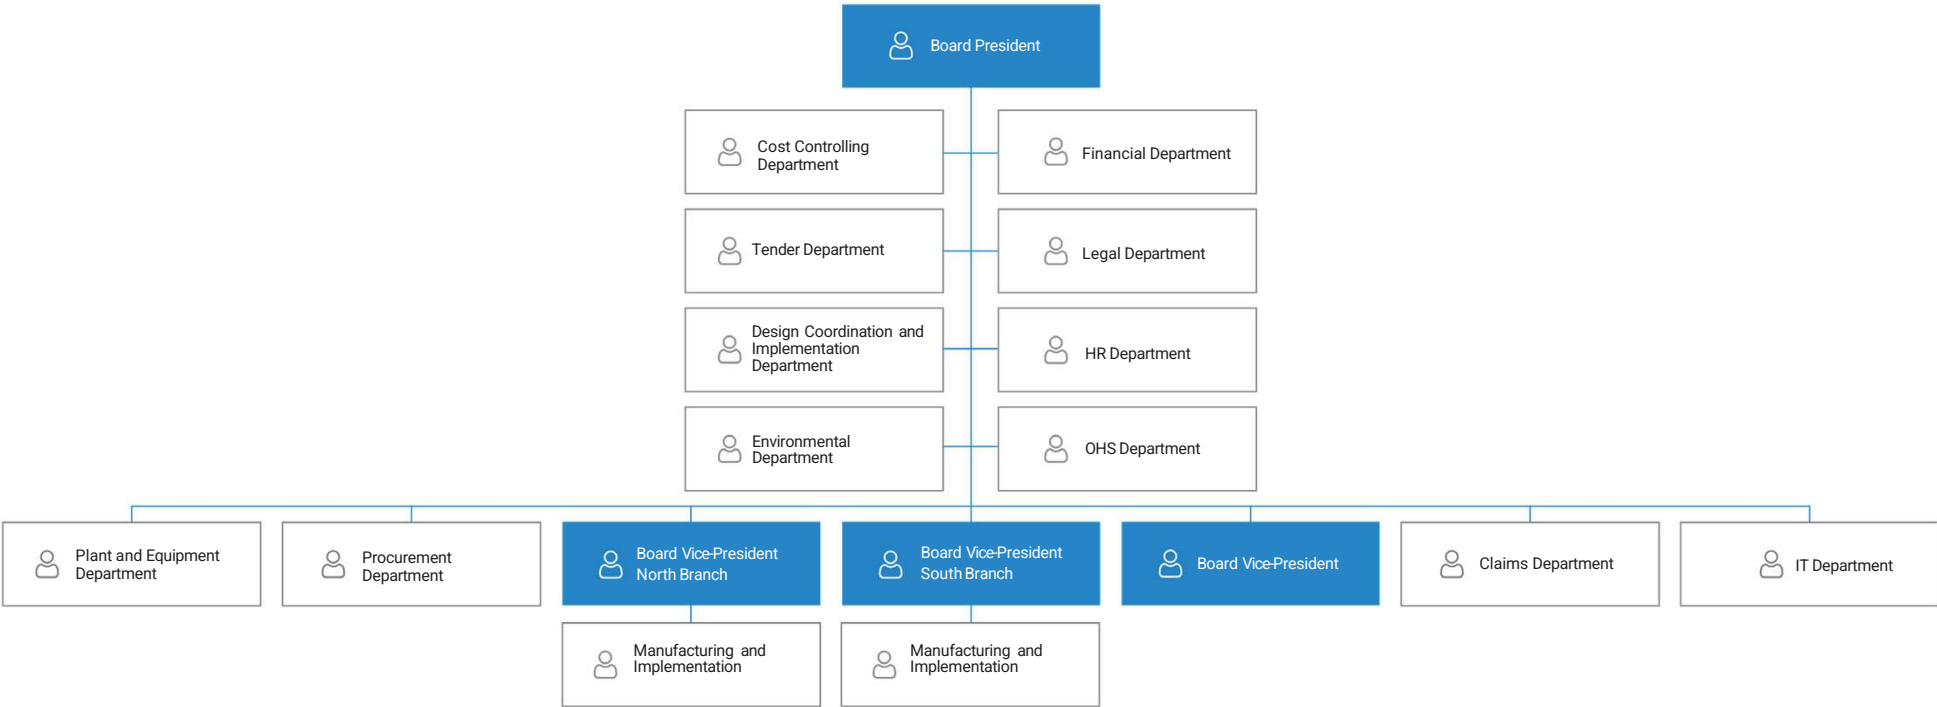 Board President
Cost Controlling
Department
Financial Department
Tender Department
Legal Department
Design Coordination and
Implementation
Department
HR Department
Environmental
Department
OHS Department
Plant and Equipment
Department
Procurement
Department
Board Vice-President
North Branch
Board Vice-President
South Branch
Board Vice-President
Claims Department
IT Department
Manufacturing and
Implementation
Manufacturing and
Implementation